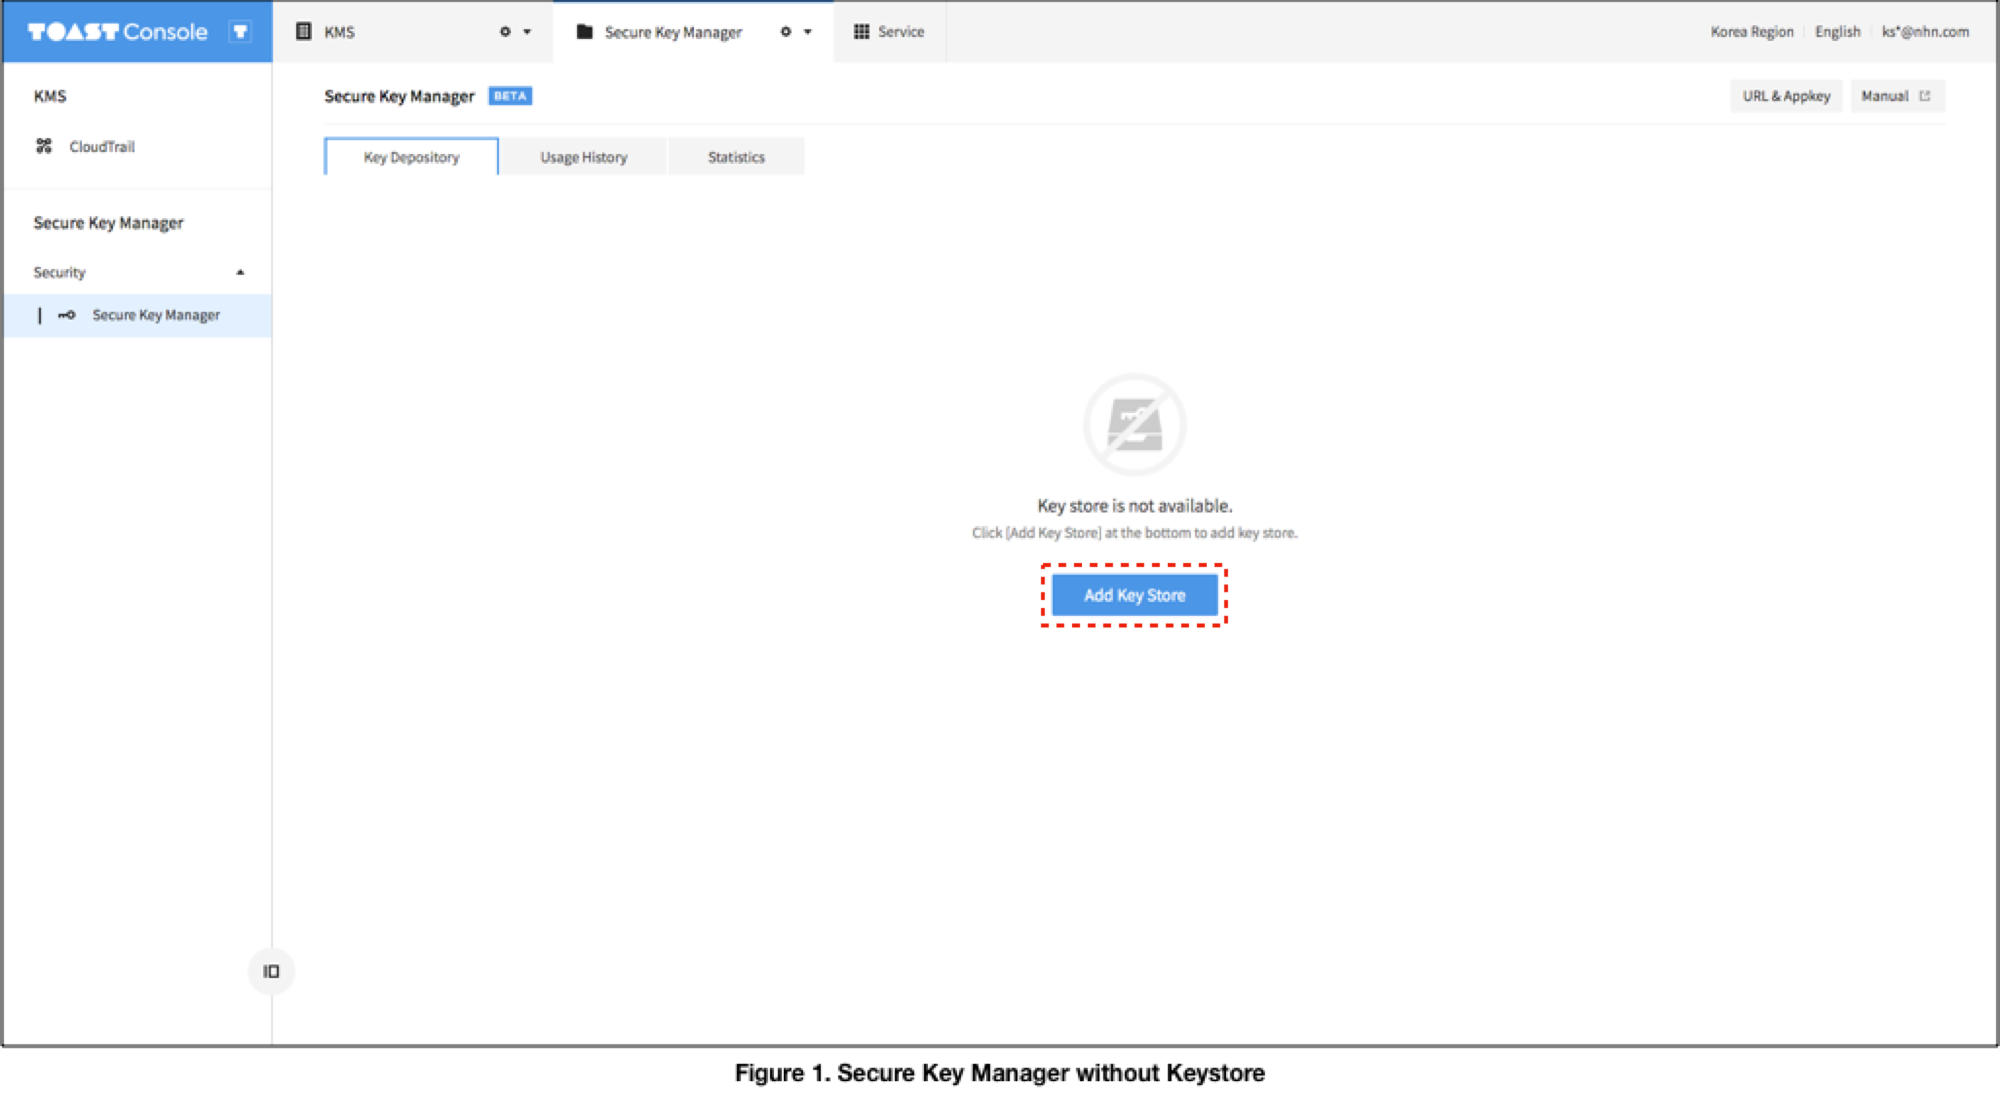 TOAST Console
KMS
Secure Key Manager
Service
Korea Region
English
ks*@nhn.com
KMS
CloudTrail
Secure Key Manager
Security
Secure Key Manager
Secure Key Manager BETA
URL & Appkey
Manual
Key Depository
Usage History
Statistics
Key store is not available.
Click [Add Key Store] at the bottom to add key store.
Add Key Store
Figure 1. Secure Key Manager without Keystore